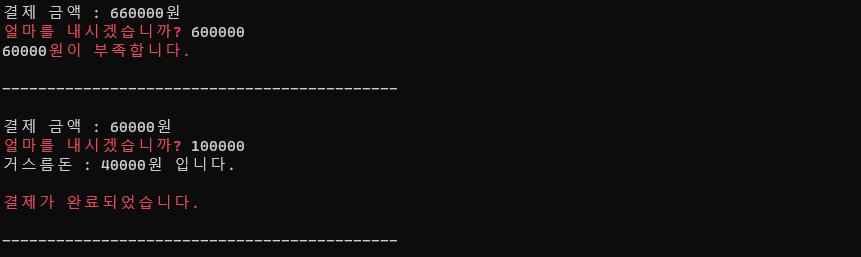 결제 금액 : 660000원
얼마를 내시겠습니까? 600000
60000원이 부족합니다.
--------------------------------------------
결제 금액 : 60000원
얼마를 내시겠습니까? 100000
거스름돈 : 40000원 입니다.
결제가 완료되었습니다.
--------------------------------------------